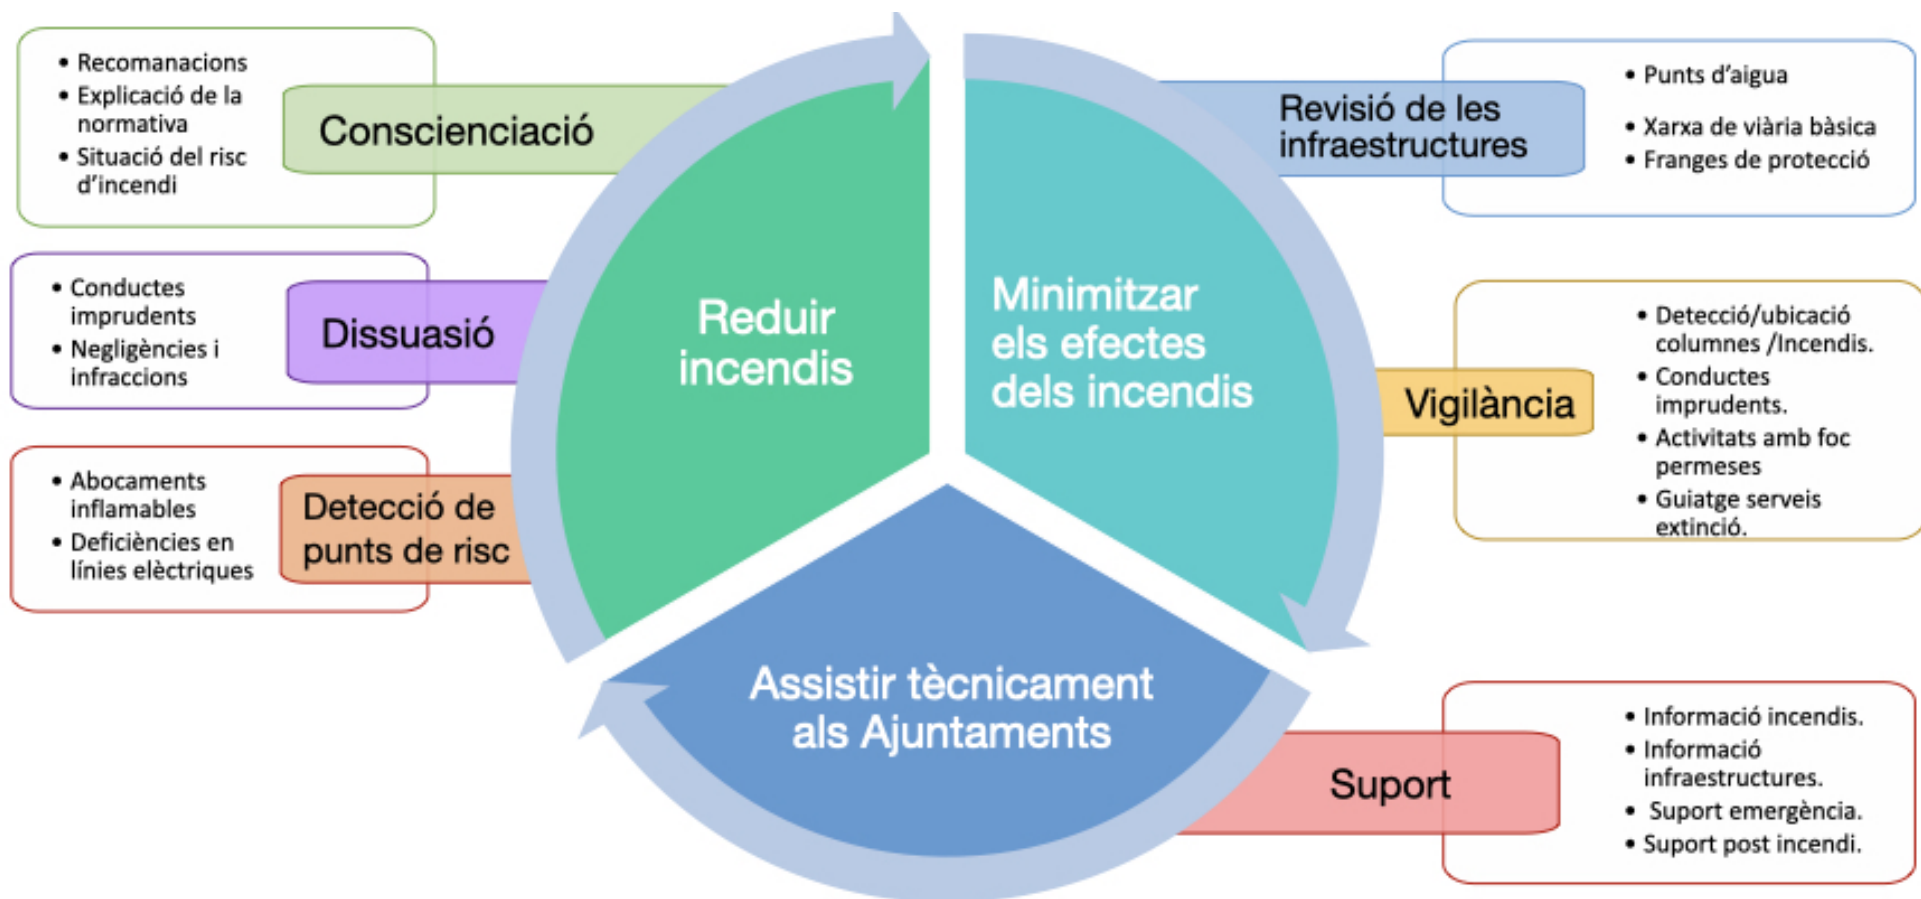 • Recomanacions
• Explicació de la
normativa
• Situació del risc
d'incendi
Conscienciació
• Conductes
imprudents
• Negligències i
infraccions
Dissuasió
• Abocaments
inflamables
• Deficiències en
línies elèctriques
Detecció de
punts de risc
Reduir
incendis
Minimitzar
els efectes
dels incendis
Assistir tècnicament
als Ajuntaments
Revisió de les
infraestructures
• Punts d'aigua
• Xarxa de viària bàsica
• Franges de protecció
Vigilància
• Detecció/ubicació
columnes /Incendis.
• Conductes
imprudents.
• Activitats amb foc
permeses
• Guiatge serveis
extinció.
Suport
• Informació incendis.
• Informació
infraestructures.
• Suport emergència.
• Suport post incendi.